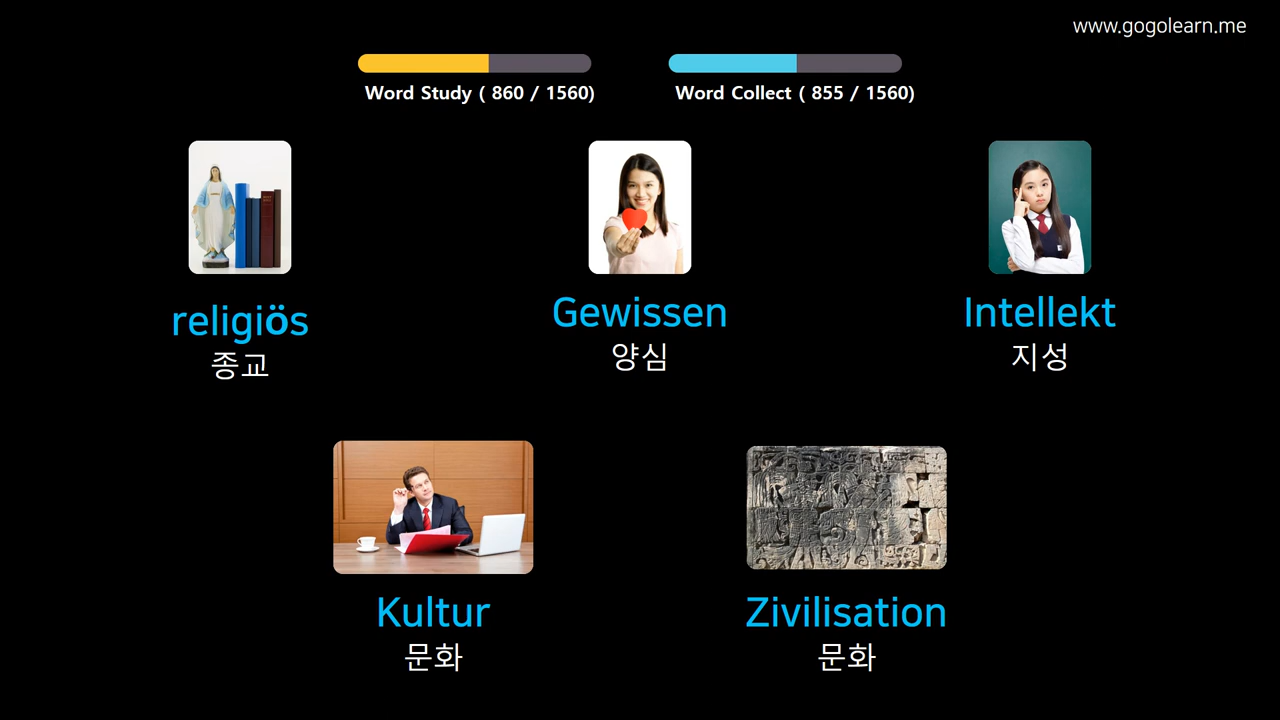 www.gogolearn.me
Word Study ( 860 / 1560)
Word Collect ( 855 / 1560)
religiös
종교
Gewissen
양심
Intellekt
지성
Kultur
문화
Zivilisation
문화